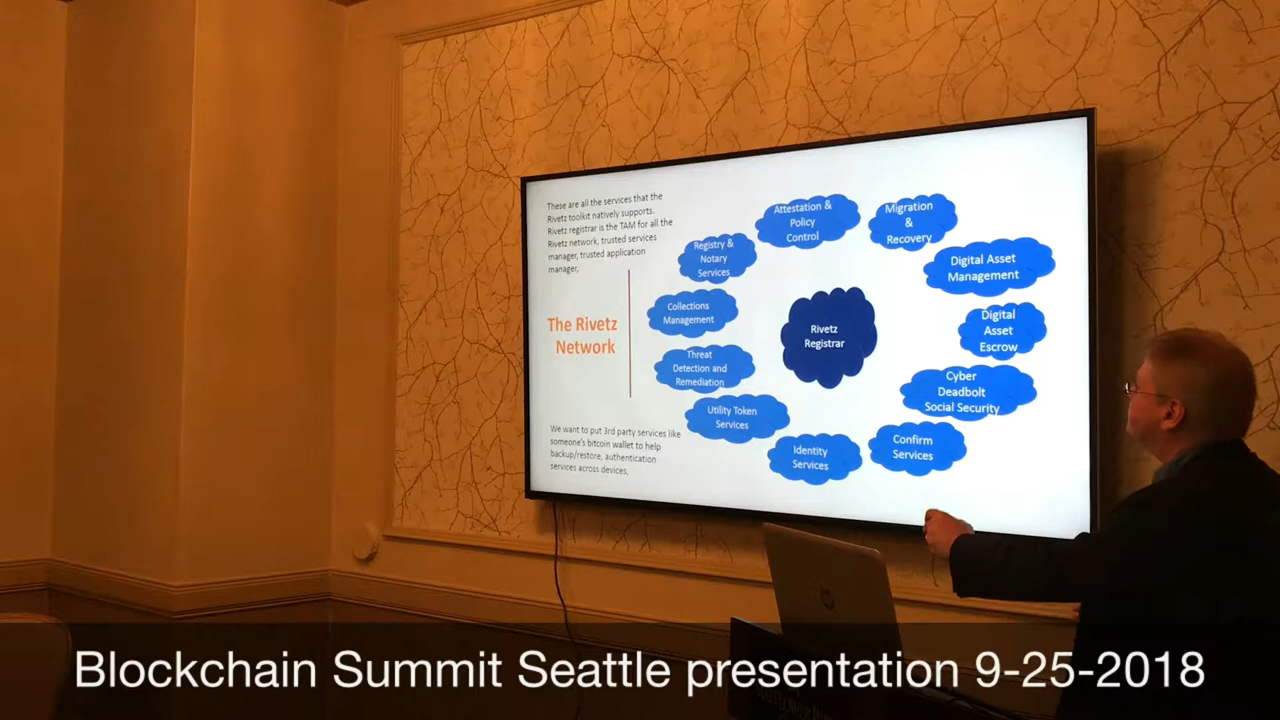 These are all the services that the
Rivetz toolkit natively supports.
Rivetz registrar is the TAM for all the
Rivetz network, trusted services
manager, trusted application
manager,
The Rivetz
Network
We want to put 3rd party services like
someone's bitcoin wallet to help
backup/restore, authentication
services across devices,
Attestation &
Policy
Control
Migration
&
Recovery
Registry &
Notary
Services
Digital Asset
Management
Collections
Management
Rivetz
Registrar
Digital
Asset
Escrow
Threat
Detection and
Remediation
Cyber
Deadbolt
Social Security
Utility Token
Services
Identity
Services
Confirm
Services
Blockchain Summit Seattle presentation 9-25-2018